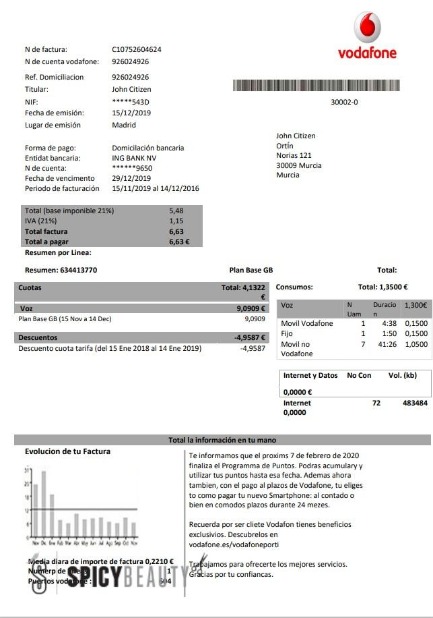 vodafone
N de factura: C10752604624
N de cuenta vodafone: 926024926
Ref. Domiciliacion 926024926
Titular: John Citizen
NIF: *****543D
Fecha de emisión: 15/12/2019
Lugar de emisión Madrid
30002-0
Forma de pago: Domcilación bancaria
Entidat bancaria: ING BANK NV
N de cuenta: ******9650
Fecha de vencimento 29/12/2019
Periodo de facturación 15/11/2019 al 14/12/2016
John Citizen
Ortín
Norias 121
30009 Murcia
Murcia
Total (base imponible 21%) 5,48
IVA (21%) 1,15
Total factura 6,63
Total a pagar 6,63 €
Resumen por Linea:
Resumen: 634413770 Plan Base GB Total:
Cuotas Total: 4,1322
€
Voz 9,0909 €
Plan Base GB (15 Nov a 14 Dec) 9,0909
Descuentos -4,9587 €
Descuento cuota tarifa (del 15 Ene 2018 al 14 Ene 2019) -4,9587
Consumos: Total: 1,3500 €
Voz N Duracio 1,300€
Uam n
Movil Vodafone 1 4:38 0,1500
Fijo 1 1:50 0,1500
Movil no 7 41:26 1,0500
Vodafone
Internet y Datos No Con Vol. (kb)
0,0000 €
Internet 72 483484
0,0000
Total la información en tu mano
Evolucion de tu Factura
Te informamos que el proxims 7 de febrero de 2020
finaliza el Programa de Puntos. Podras acumulary y
utilizar tus puntos hasta esa fecha. Ademas ahora
tambien, con el pago al plazos de Vodafone, tu eliges
to como pagar tu nuevo Smartphone: al contado o
bien en comodos plazos durante 24 mezes.
Recuerda por ser cliete Vodafon tienes beneficios
exclusivos. Descubrelos en
vodafone.es/vodafoneporti
Trabajamos para ofrecerte los mejores servicios.
Gracias por tu confiancas.
Media diara de importe de factura 0,2210 €
SPICYBEAUTY